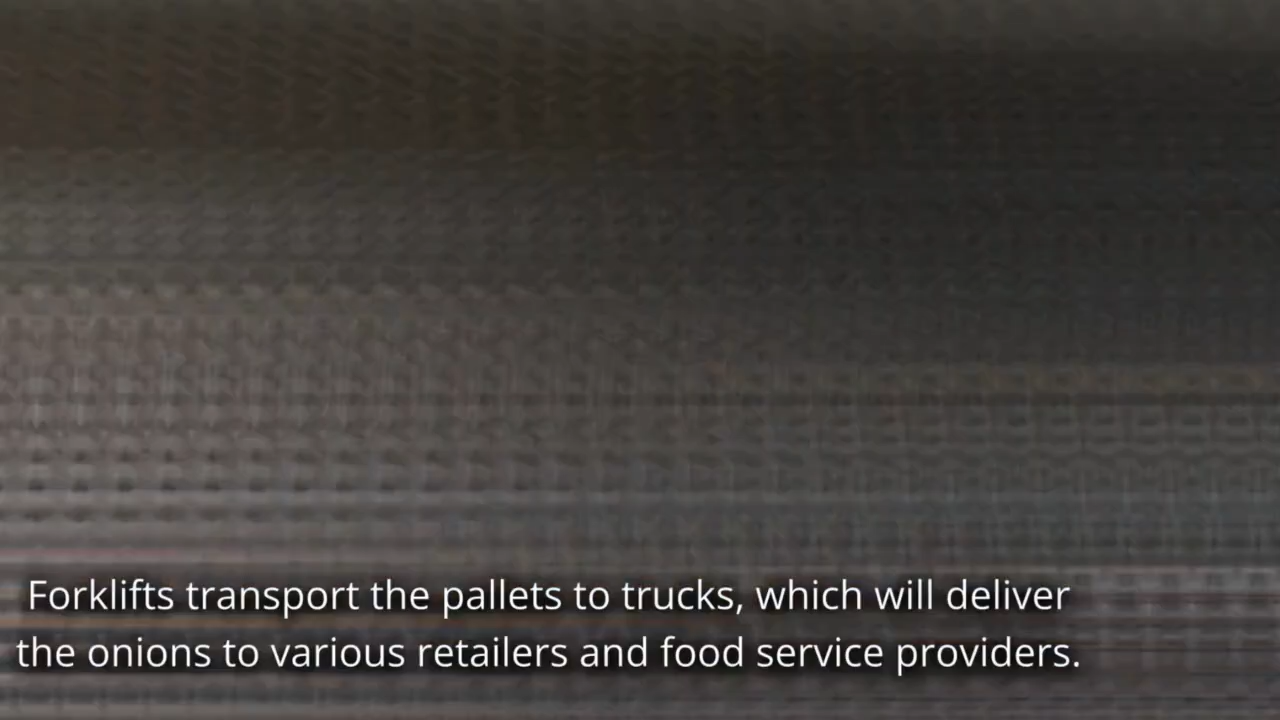 Forklifts transport the pallets to trucks, which will deliver
the onions to various retailers and food service providers.